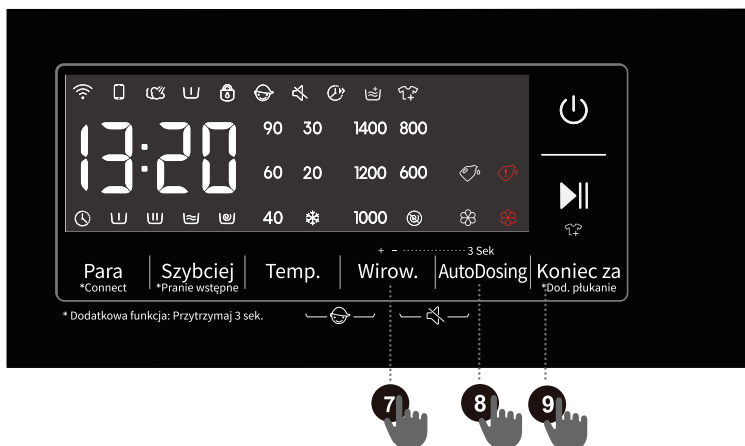 13:20
90 30 1400 800
60 20 1200 600
40 1000
+ - 3 Sek
Para Szybciej Temp. Wirow. AutoDosing Koniec za
*Connect *Pranie wstępne *Dod. płukanie
* Dodatkowa funkcja: Przytrzymaj 3 sek.
7 8 9